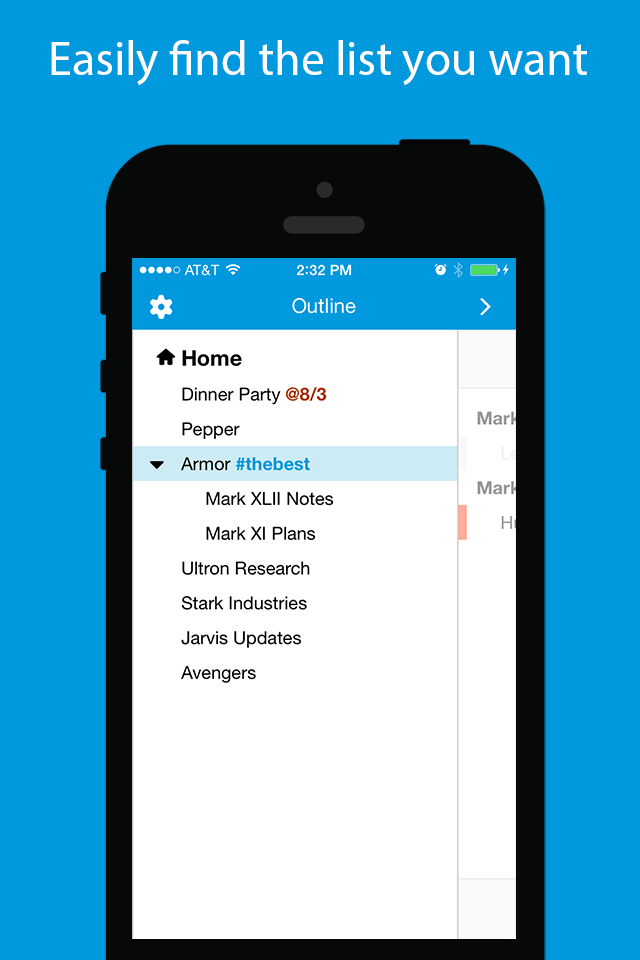 Easily find the list you want
AT&T 2:32 PM
Outline
Home
Dinner Party @8/3
Pepper
Armor #thebest
Mark XLII Notes
Mark XI Plans
Ultron Research
Stark Industries
Jarvis Updates
Avengers
Mark
Le
Mark